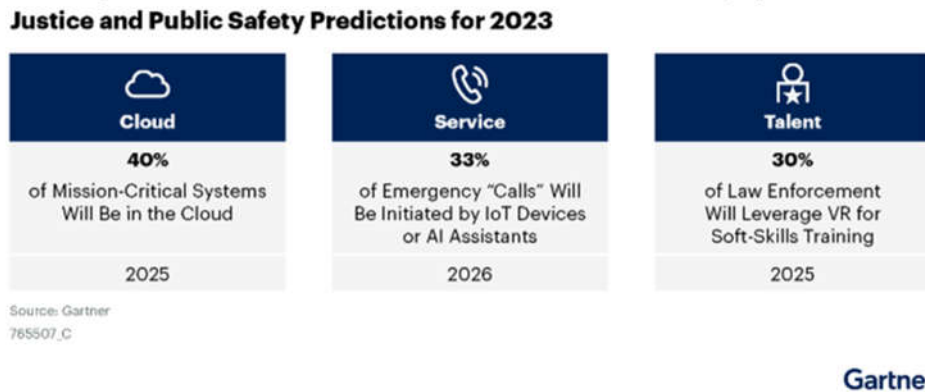 Justice and Public Safety Predictions for 2023
Cloud
40%
of Mission-Critical Systems
Will Be in the Cloud
2025
Service
33%
of Emergency “Calls” Will
Be Initiated by IoT Devices
or AI Assistants
2026
Talent
30%
of Law Enforcement
Will Leverage VR for
Soft-Skills Training
2025
Source: Gartner
765507_C
Gartne